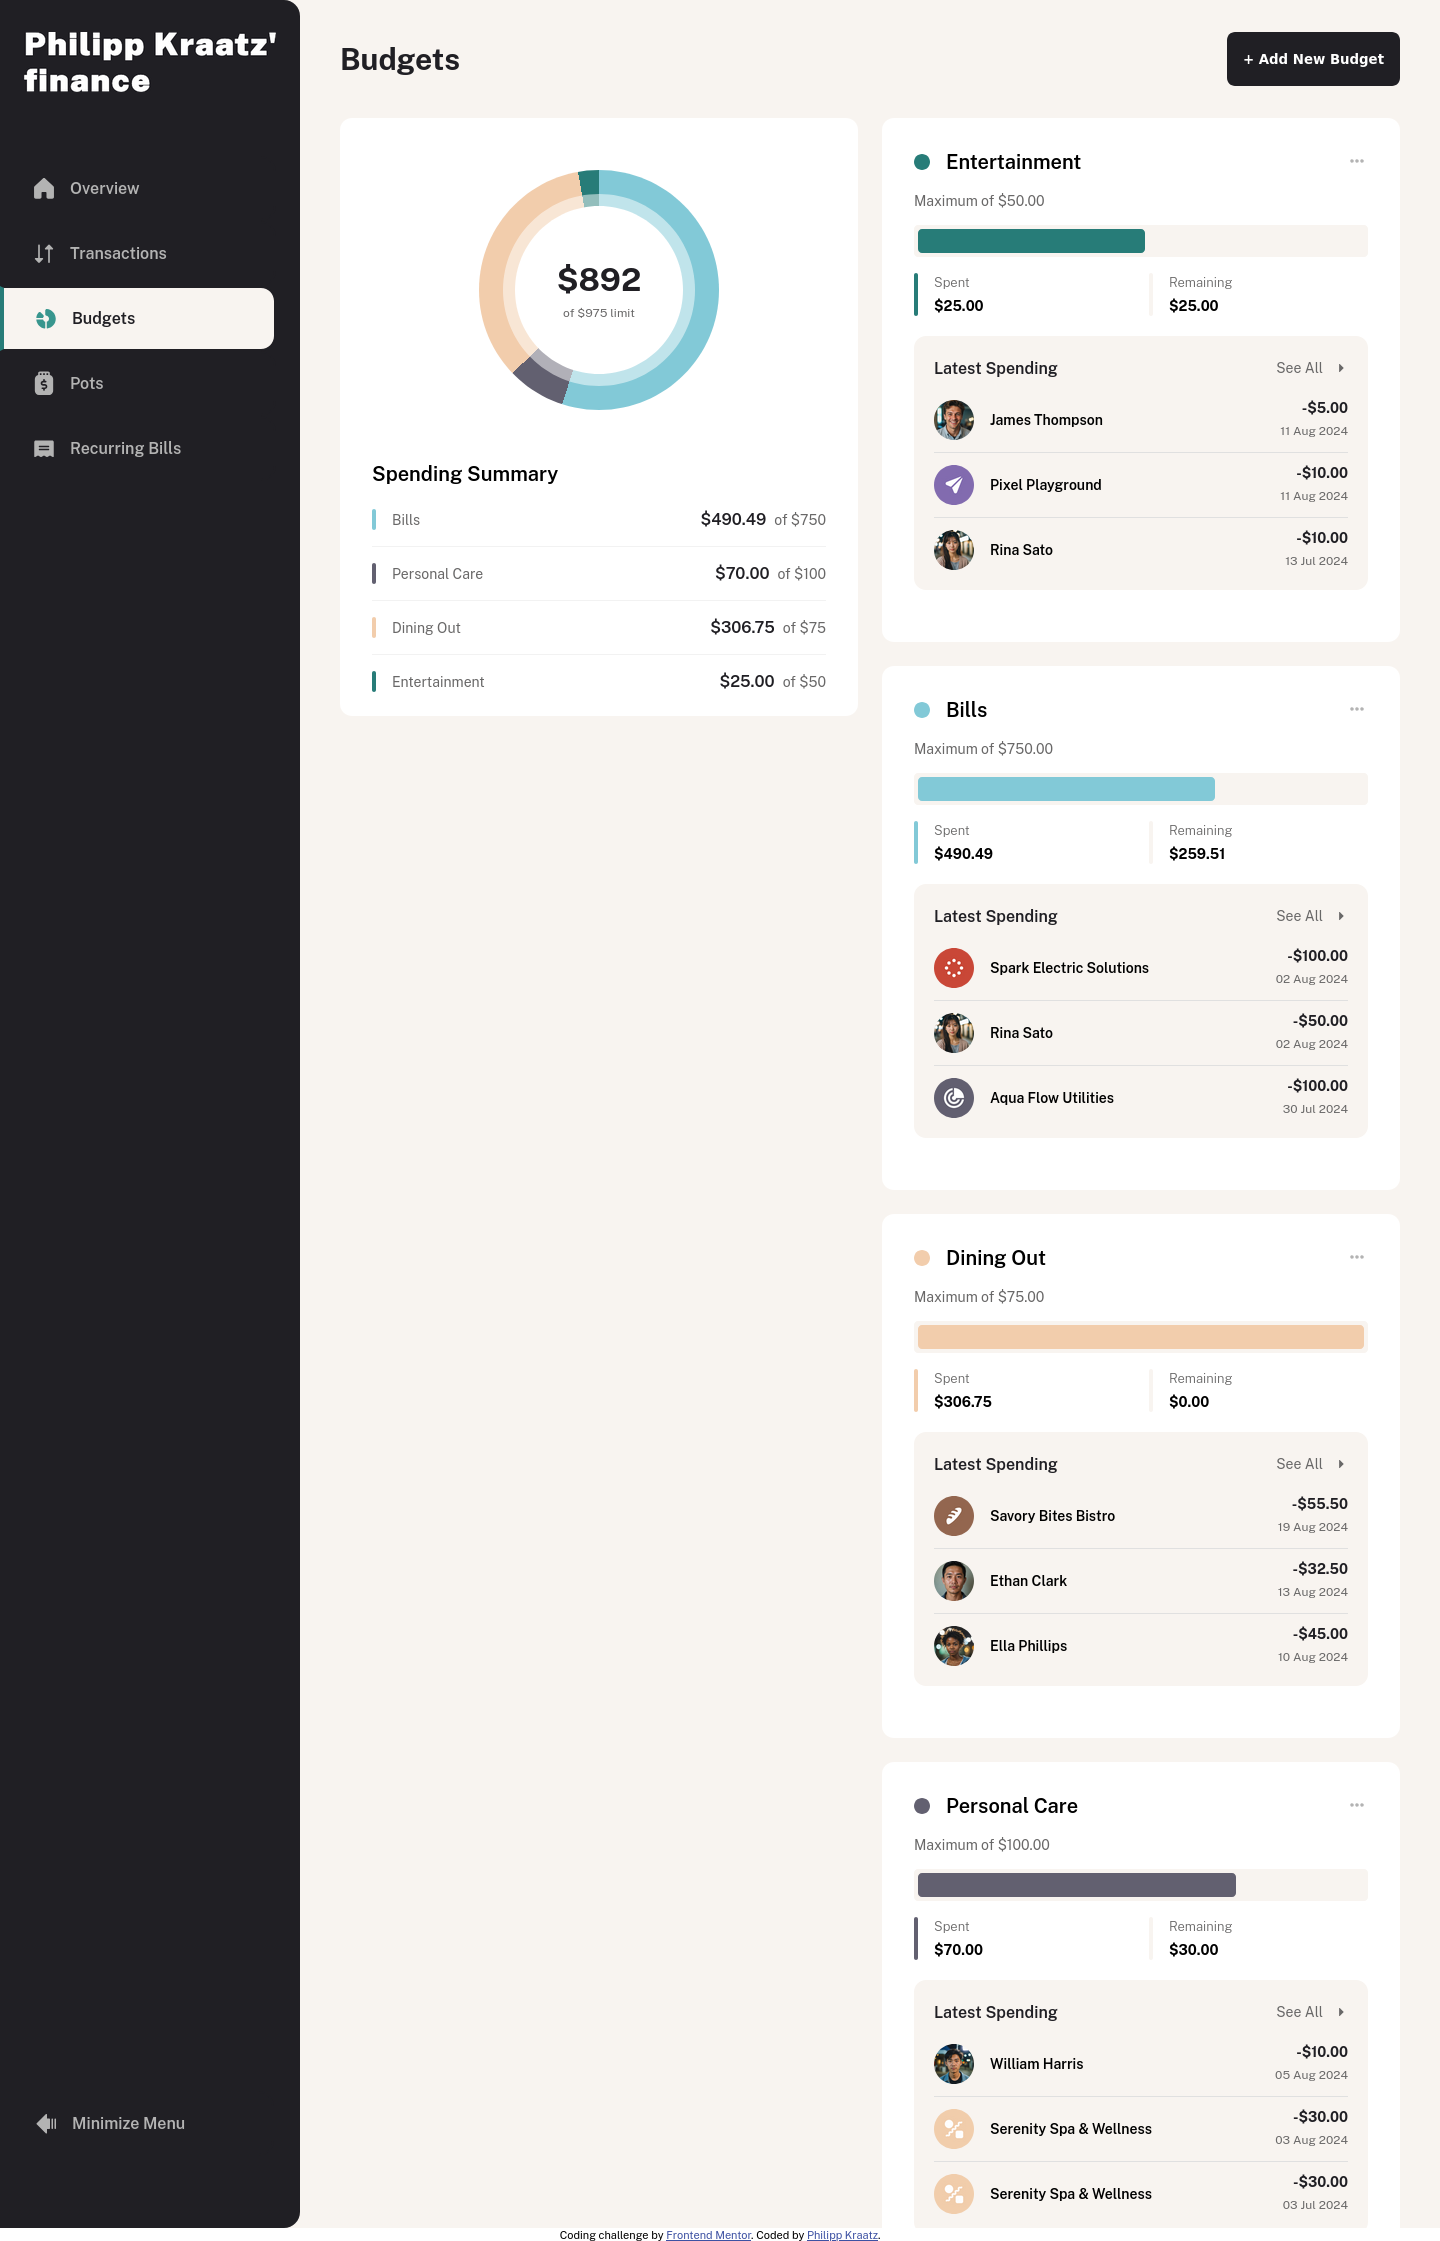 Philipp Kraatz'
finance
Overview
Transactions
Budgets
Pots
Recurring Bills
Minimize Menu
Budgets
+ Add New Budget
$892
of $975 limit
Spending Summary
Bills $490.49 of $750
Personal Care $70.00 of $100
Dining Out $306.75 of $75
Entertainment $25.00 of $50
Entertainment
Maximum of $50.00
Spent Remaining
$25.00 $25.00
Latest Spending See All
James Thompson -$5.00
11 Aug 2024
Pixel Playground -$10.00
11 Aug 2024
Rina Sato -$10.00
13 Jul 2024
Bills
Maximum of $750.00
Spent Remaining
$490.49 $259.51
Latest Spending See All
Spark Electric Solutions -$100.00
02 Aug 2024
Rina Sato -$50.00
02 Aug 2024
Aqua Flow Utilities -$100.00
30 Jul 2024
Dining Out
Maximum of $75.00
Spent Remaining
$306.75 $0.00
Latest Spending See All
Savory Bites Bistro -$55.50
19 Aug 2024
Ethan Clark -$32.50
13 Aug 2024
Ella Phillips -$45.00
10 Aug 2024
Personal Care
Maximum of $100.00
Spent Remaining
$70.00 $30.00
Latest Spending See All
William Harris -$10.00
05 Aug 2024
Serenity Spa & Wellness -$30.00
03 Aug 2024
Serenity Spa & Wellness -$30.00
03 Jul 2024
Coding challenge by Frontend Mentor. Coded by Philipp Kraatz.